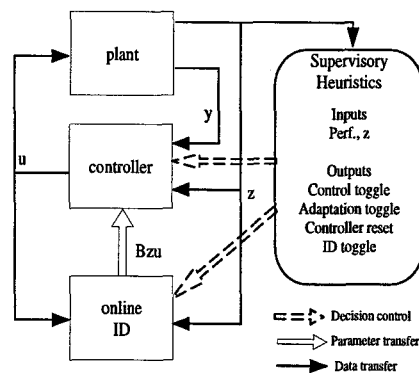 plant
Supervisory
Heuristics
Inputs
Perf., z
y
u
controller
z
Outputs
Control toggle
Adaptation toggle
Controller reset
ID toggle
Bzu
online
ID
Decision control
Parameter transfer
Data transfer